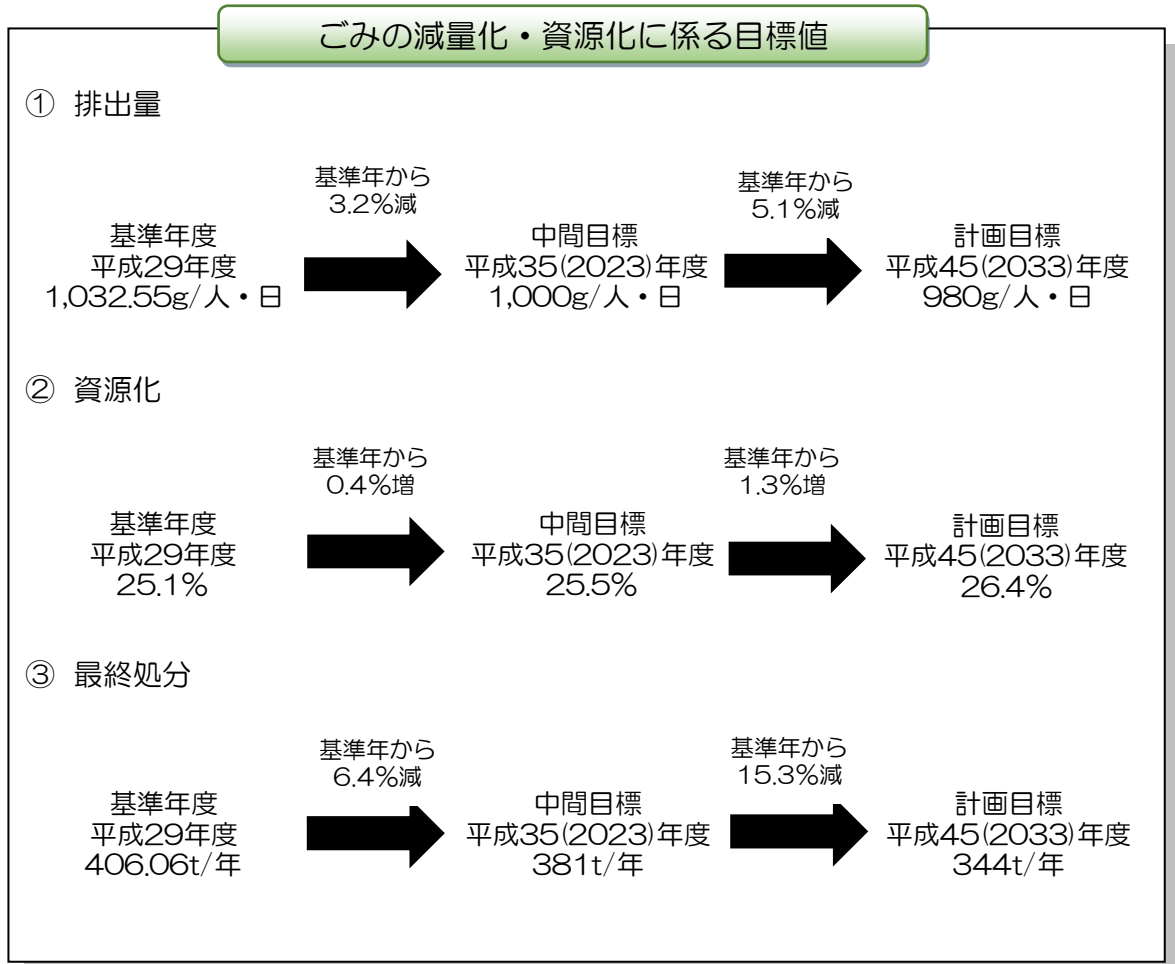 ごみの減量化・資源化に係る目標値
① 排出量
基準年から
3.2%減
基準年から
5.1%減
基準年度
平成29年度
1,032.55g/人・日
中間目標
平成35(2023)年度
1,000g/人・日
計画目標
平成45(2033)年度
980g/人・日
② 資源化
基準年から
0.4%増
基準年から
1.3%増
基準年度
平成29年度
25.1%
中間目標
平成35(2023)年度
25.5%
計画目標
平成45(2033)年度
26.4%
③ 最終処分
基準年から
6.4%減
基準年から
15.3%減
基準年度
平成29年度
406.06t/年
中間目標
平成35(2023)年度
381t/年
計画目標
平成45(2033)年度
344t/年